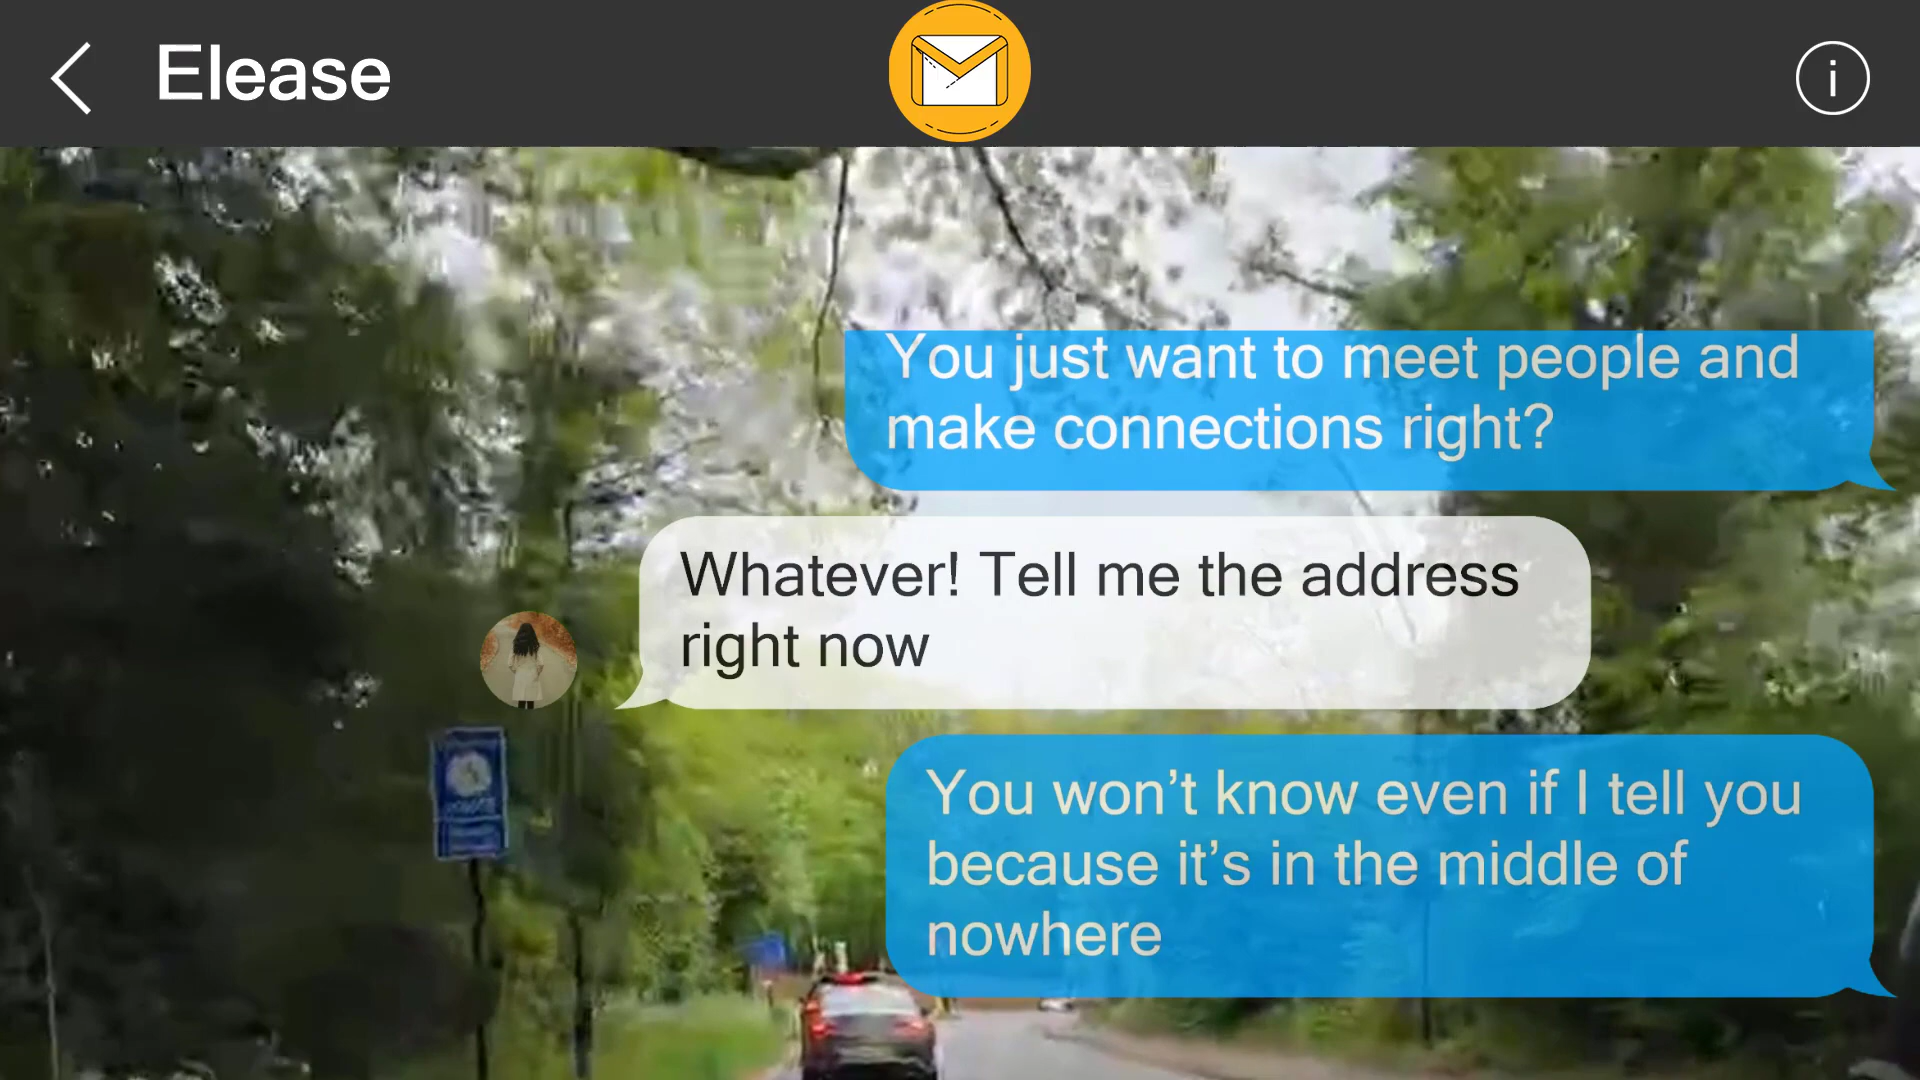 Elease
You just want to meet people and
make connections right?
Whatever! Tell me the address
right now
You won’t know even if I tell you
because it’s in the middle of
nowhere